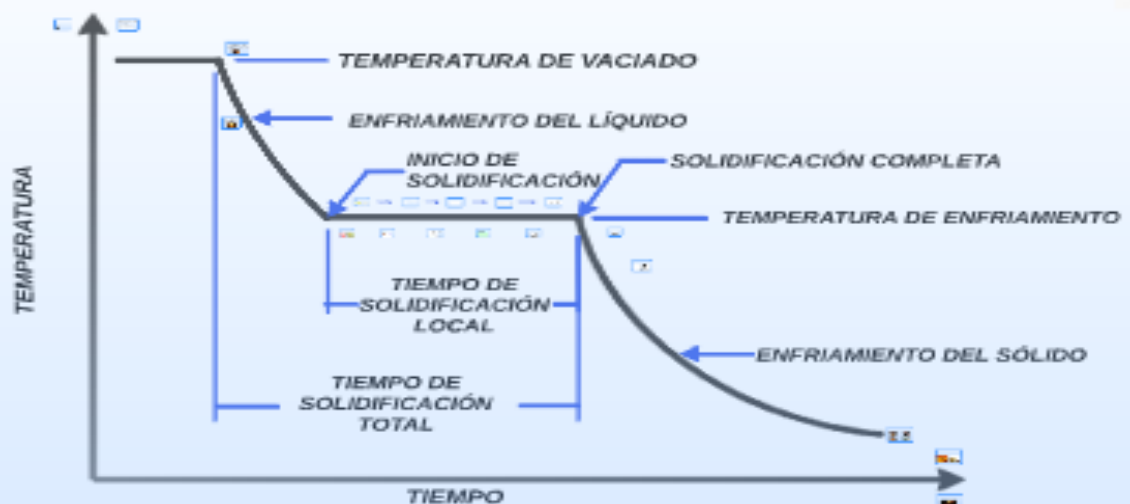 TEMPERATURA DE VACIADO
ENFRIAMIENTO DEL LÍQUIDO
INICIO DE
SOLIDIFICACIÓN
SOLIDIFICACIÓN COMPLETA
TEMPERATURA DE ENFRIAMIENTO
TEMPERATURA
TIEMPO DE
SOLIDIFICACIÓN
LOCAL
ENFRIAMIENTO DEL SÓLIDO
TIEMPO DE
SOLIDIFICACIÓN
TOTAL
TIEMPO